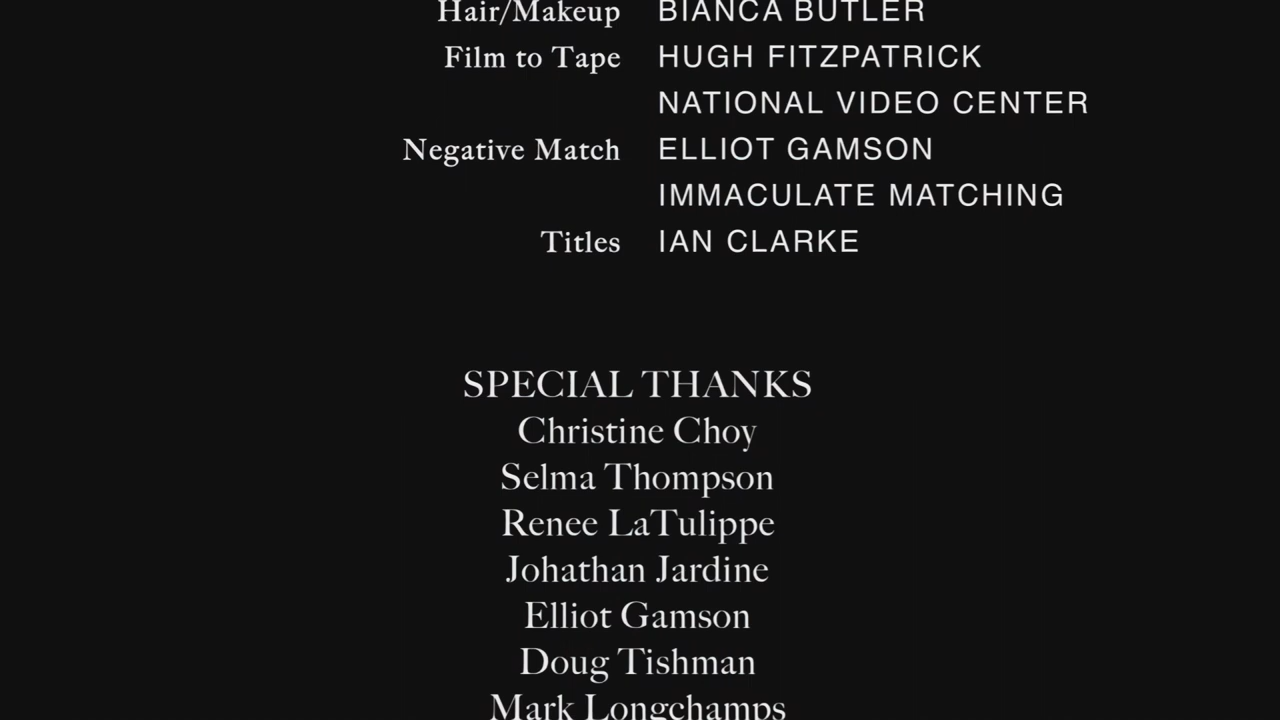 Hair/Makeup BIANCA BUTLER
Film to Tape HUGH FITZPATRICK
NATIONAL VIDEO CENTER
Negative Match ELLIOT GAMSON
IMMACULATE MATCHING
Titles IAN CLARKE
SPECIAL THANKS
Christine Choy
Selma Thompson
Renee LaTulippe
Johathan Jardine
Elliot Gamson
Doug Tishman
Mark Longchamps